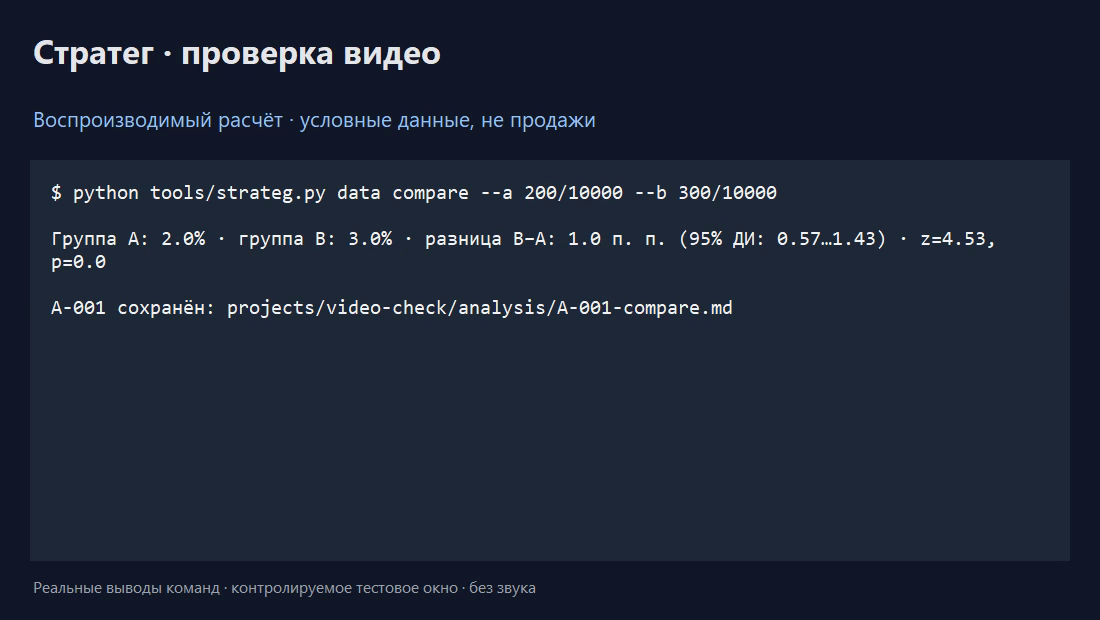 Стратег · проверка видео
Воспроизводимый расчёт · условные данные, не продажи
$ python tools/strateg.py data compare --a 200/10000 --b 300/10000
Группа A: 2.0% · группа B: 3.0% · разница B−A: 1.0 п. п. (95% ДИ: 0.57…1.43) · z=4.53,
p=0.0
A-001 сохранён: projects/video-check/analysis/A-001-compare.md
Реальные выводы команд · контролируемое тестовое окно · без звука